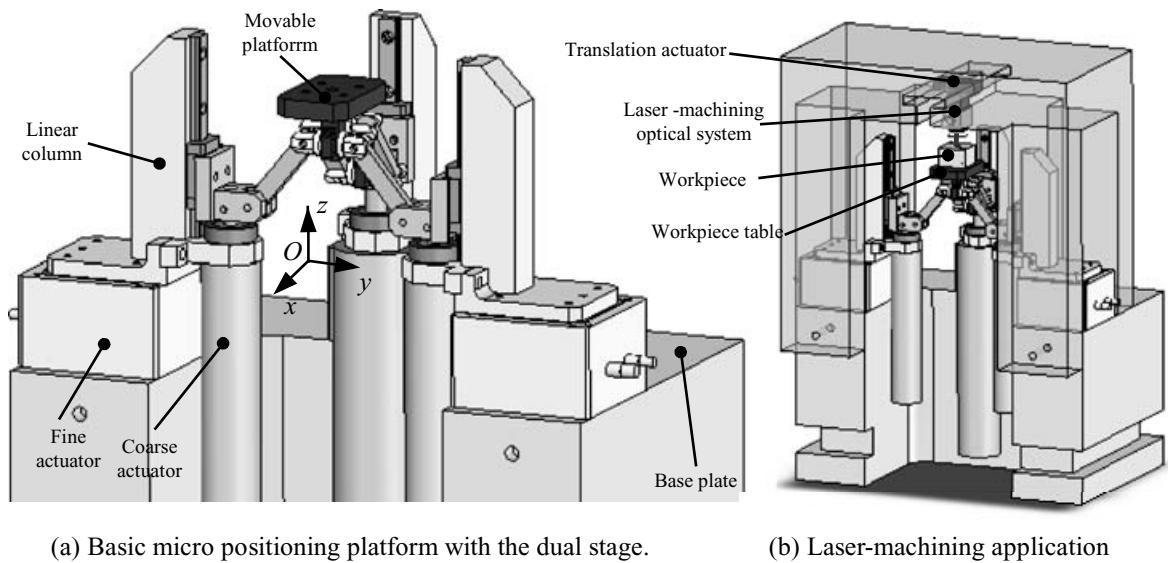 Movable
platforrm
Linear
column
z
O
y
x
Fine
actuator
Coarse
actuator
Base plate
Translation actuator
Laser -machining
optical system
Workpiece
Workpiece table
(a) Basic micro positioning platform with the dual stage.
(b) Laser-machining application